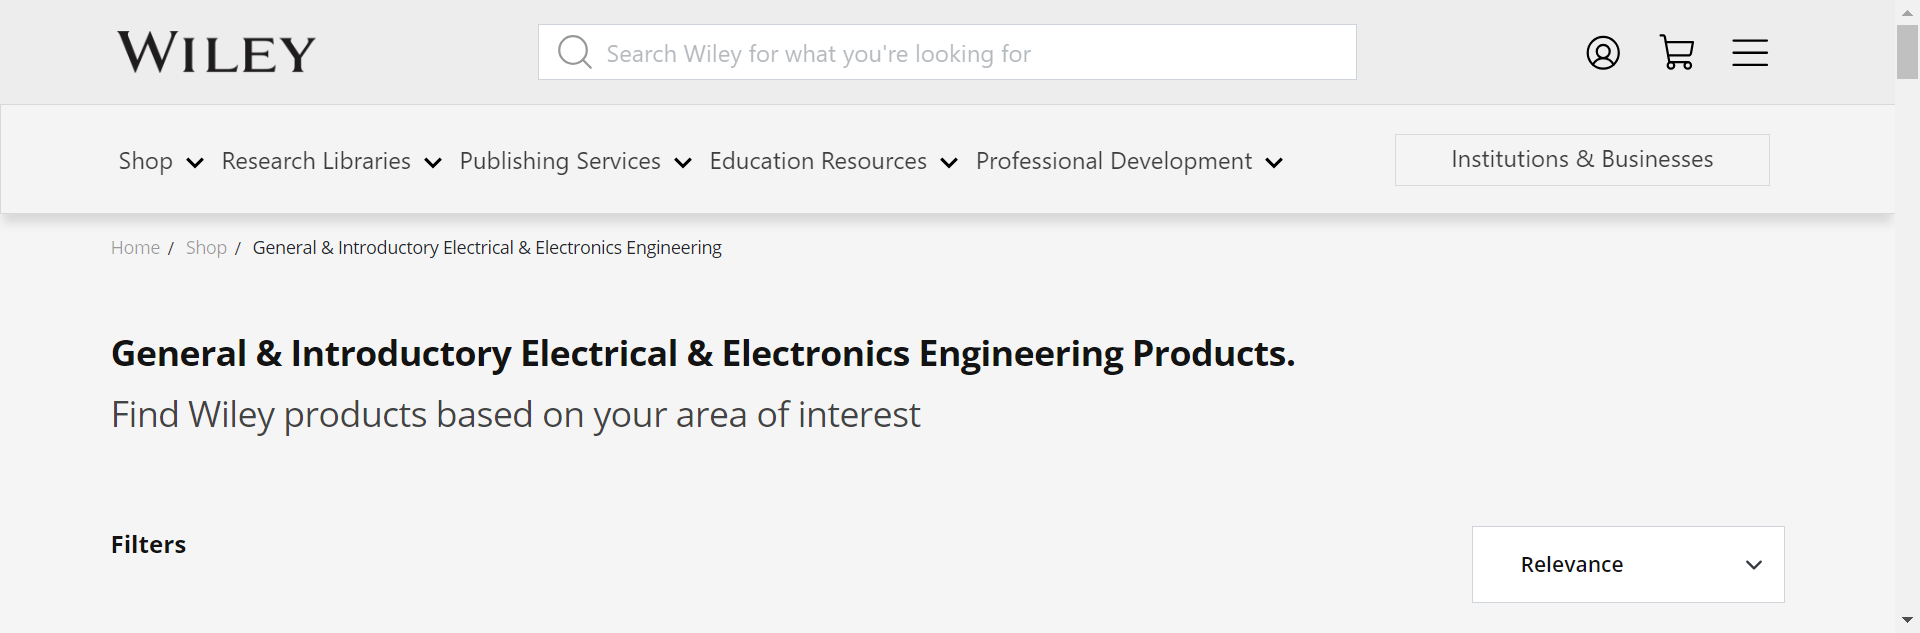 WILEY
Search Wiley for what you're looking for
Shop Research Libraries Publishing Services Education Resources Professional Development Institutions & Businesses
Home / Shop / General & Introductory Electrical & Electronics Engineering
General & Introductory Electrical & Electronics Engineering Products.
Find Wiley products based on your area of interest
Filters
Relevance